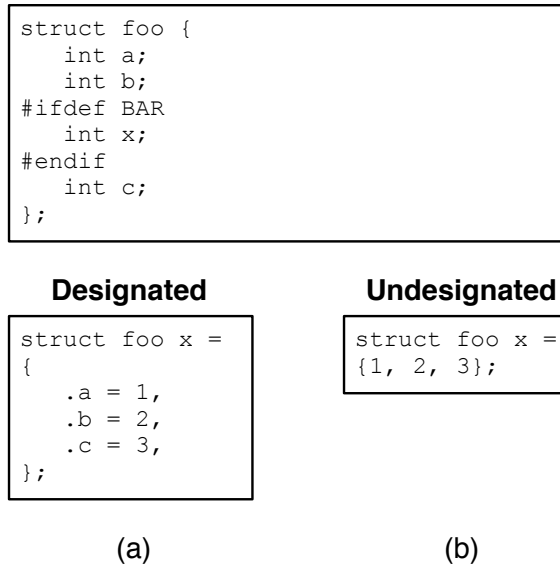 struct foo {
   int a;
   int b;
#ifdef BAR
   int x;
#endif
   int c;
};
Designated
struct foo x =
{
   .a = 1,
   .b = 2,
   .c = 3,
};
(a)
Undesignated
struct foo x =
{1, 2, 3};
(b)